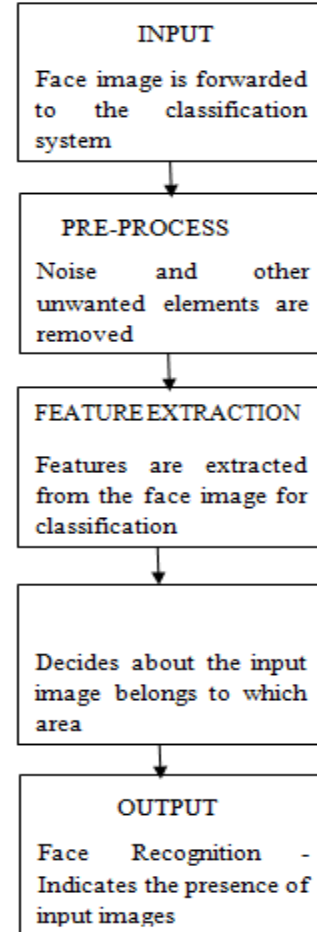 INPUT
Face image is forwarded
to the classification
system
PRE-PROCESS
Noise and other
unwanted elements are
removed
FEATURE EXTRACTION
Features are extracted
from the face image for
classification
Decides about the input
image belongs to which
area
OUTPUT
Face Recognition -
Indicates the presence of
input images